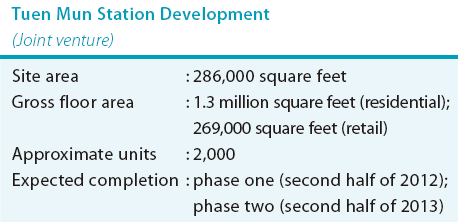 Tuen Mun Station Development
(Joint venture)
Site area : 286,000 square feet
Gross floor area : 1.3 million square feet (residential);
269,000 square feet (retail)
Approximate units : 2,000
Expected completion : phase one (second half of 2012);
phase two (second half of 2013)